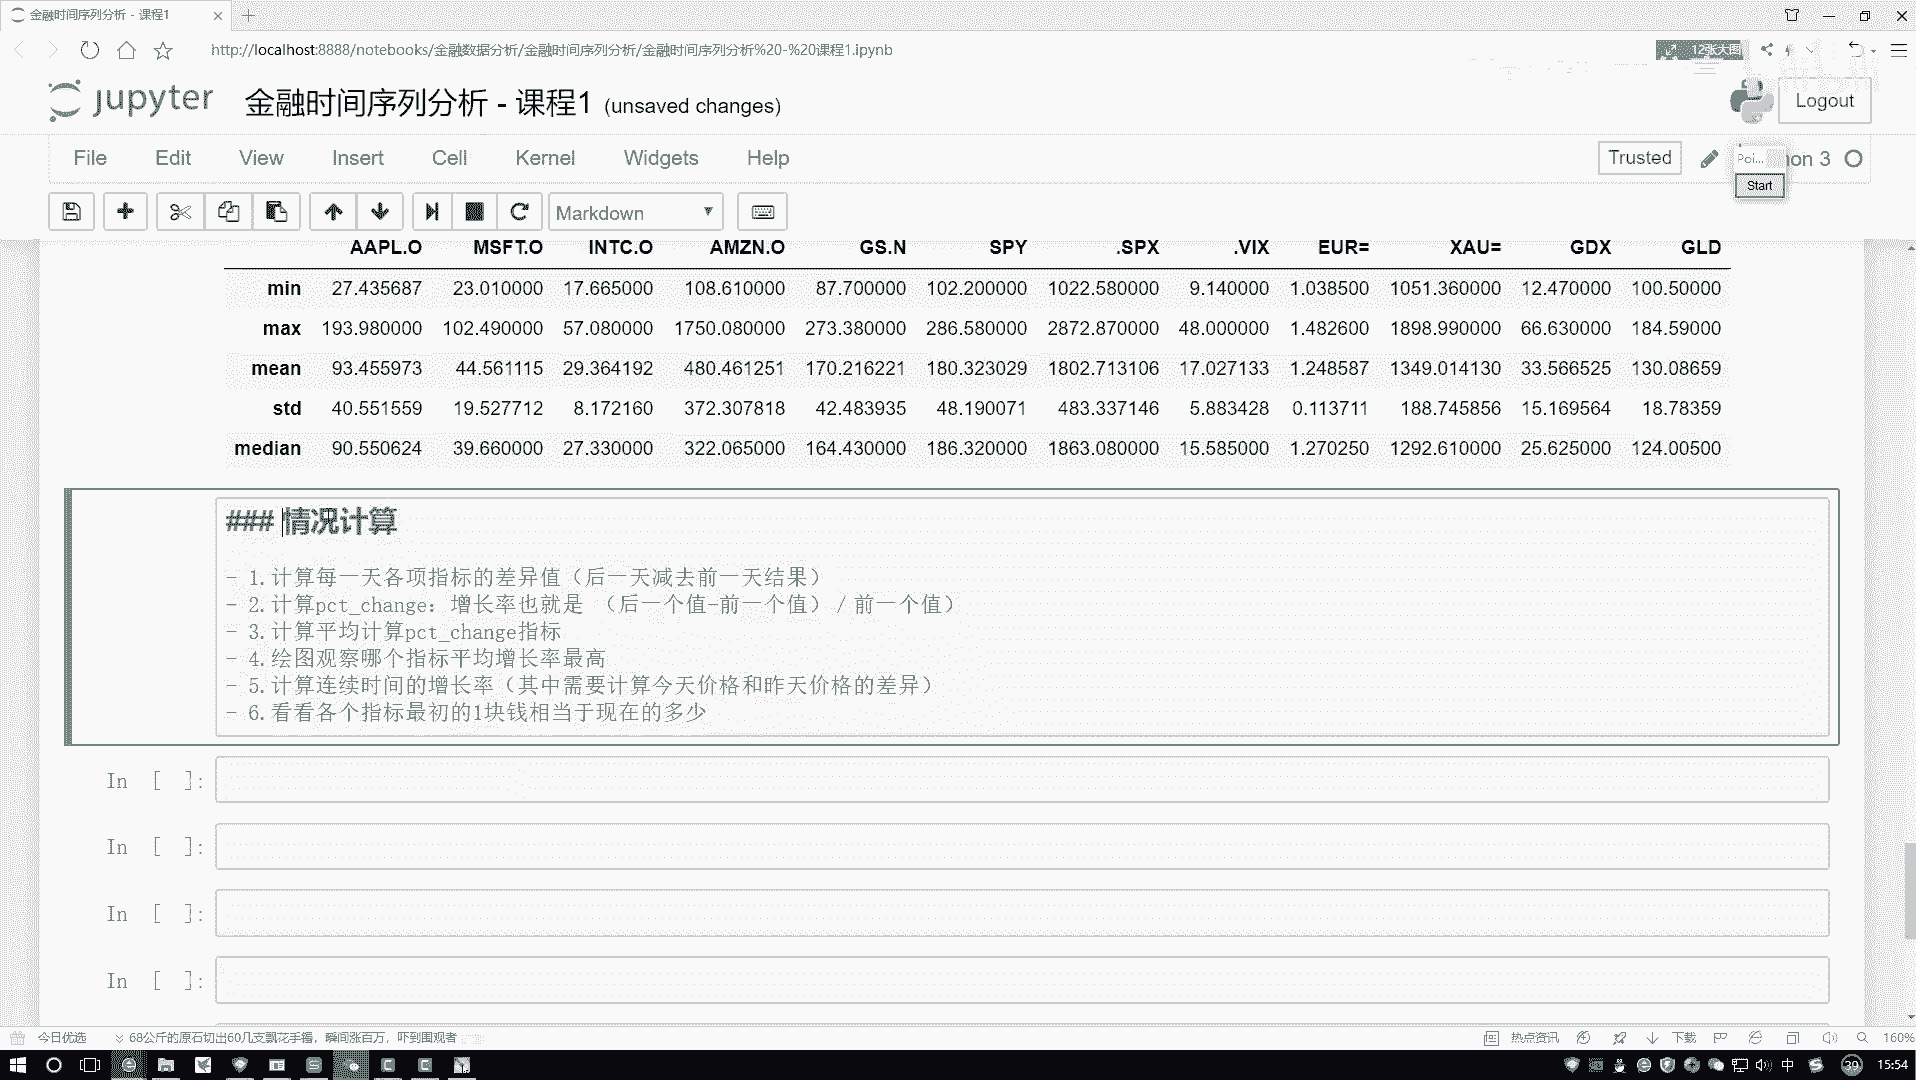 金融时间序列分析 - 课程1
http://localhost:8888/notebooks/金融数据分析/金融时间序列分析/金融时间序列分析%20-%20课程1.ipynb
12张大图
jupyter 金融时间序列分析 - 课程1 (unsaved changes)
Logout
File Edit View Insert Cell Kernel Widgets Help
Trusted
Poi... on 3
Start
Markdown
AAPL.O MSFT.O INTC.O AMZN.O GS.N SPY .SPX .VIX EUR= XAU= GDX GLD
min 27.435687 23.010000 17.665000 108.610000 87.700000 102.200000 1022.580000 9.140000 1.038500 1051.360000 12.470000 100.50000
max 193.980000 102.490000 57.080000 1750.080000 273.380000 286.580000 2872.870000 48.000000 1.482600 1898.990000 66.630000 184.59000
mean 93.455973 44.561115 29.364192 480.461251 170.216221 180.323029 1802.713106 17.027133 1.248587 1349.014130 33.566525 130.08659
std 40.551559 19.527712 8.172160 372.307818 42.483935 48.190071 483.337146 5.883428 0.113711 188.745856 15.169564 18.78359
median 90.550624 39.660000 27.330000 322.065000 164.430000 186.320000 1863.080000 15.585000 1.270250 1292.610000 25.625000 124.00500
### 情况计算
- 1.计算每一天各项指标的差异值（后一天减去前一天结果）
- 2.计算pct_change：增长率也就是 （后一个值-前一个值）/前一个值）
- 3.计算平均计算pct_change指标
- 4.绘图观察哪个指标平均增长率最高
- 5.计算连续时间的增长率（其中需要计算今天价格和昨天价格的差异）
- 6.看看各个指标最初的1块钱相当于现在的多少
In [ ]:
In [ ]:
In [ ]:
In [ ]:
今日优选 68公斤的原石切出60几支飘花手镯，瞬间涨百万，吓到围观者
热点资讯 下载 160%
中 39 15:54